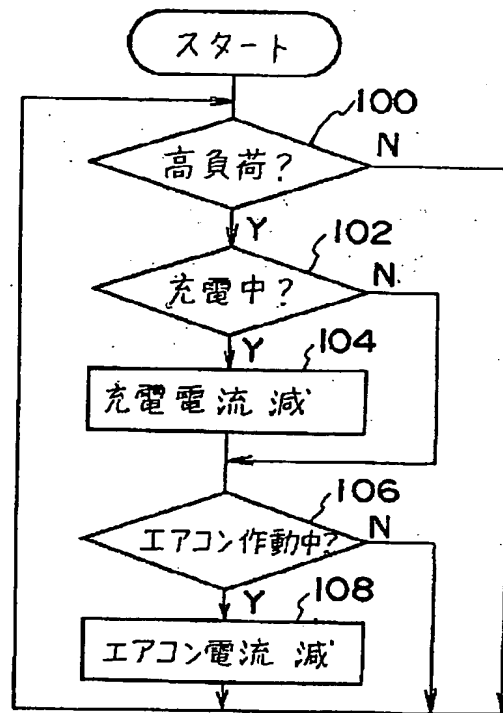 スタート
100
高負荷?
N
Y
102
充電中?
N
Y
104
充電電流 減
106
エアコン作動中?
N
Y
108
エアコン電流 減